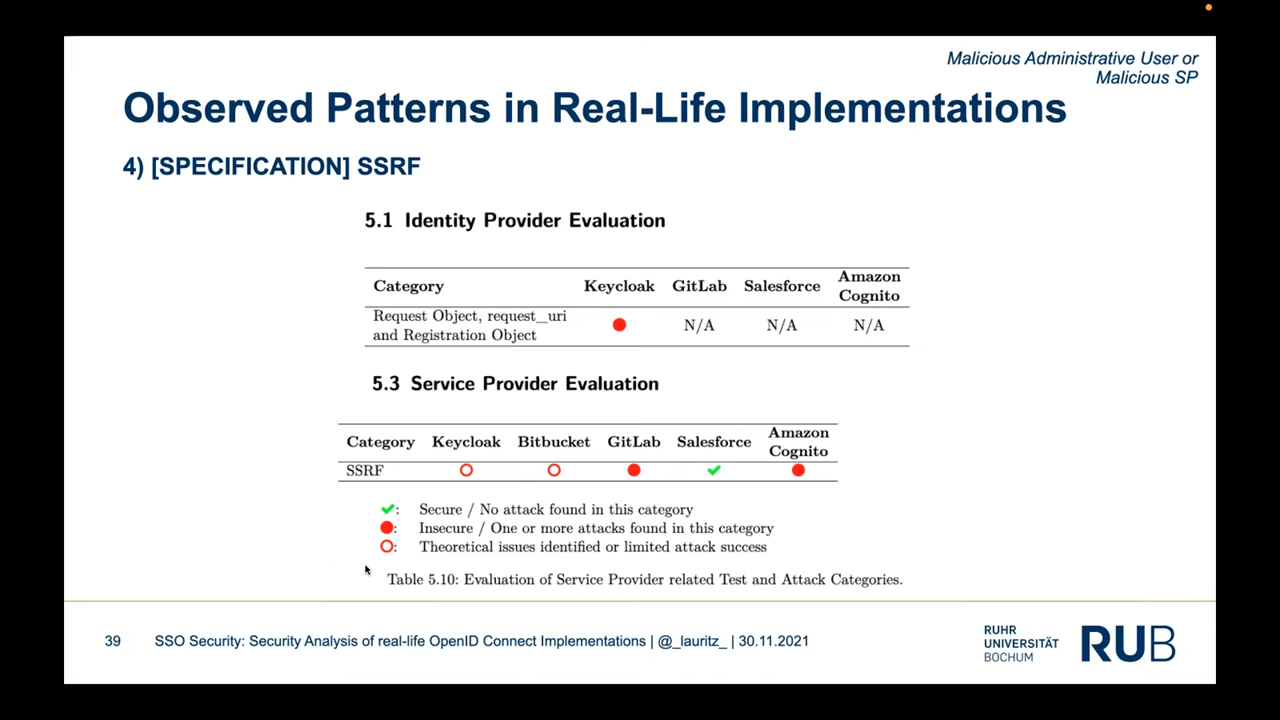 Malicious Administrative User or
Malicious SP
Observed Patterns in Real-Life Implementations
4) [SPECIFICATION] SSRF
5.1 Identity Provider Evaluation
Category Keycloak GitLab Salesforce Amazon Cognito
Request Object, request_uri
and Registration Object N/A N/A N/A
5.3 Service Provider Evaluation
Category Keycloak Bitbucket GitLab Salesforce Amazon Cognito
SSRF
: Secure / No attack found in this category
: Insecure / One or more attacks found in this category
: Theoretical issues identified or limited attack success
Table 5.10: Evaluation of Service Provider related Test and Attack Categories.
39 SSO Security: Security Analysis of real-life OpenID Connect Implementations | @_lauritz_ | 30.11.2021
RUHR
UNIVERSITÄT
BOCHUM
RUB